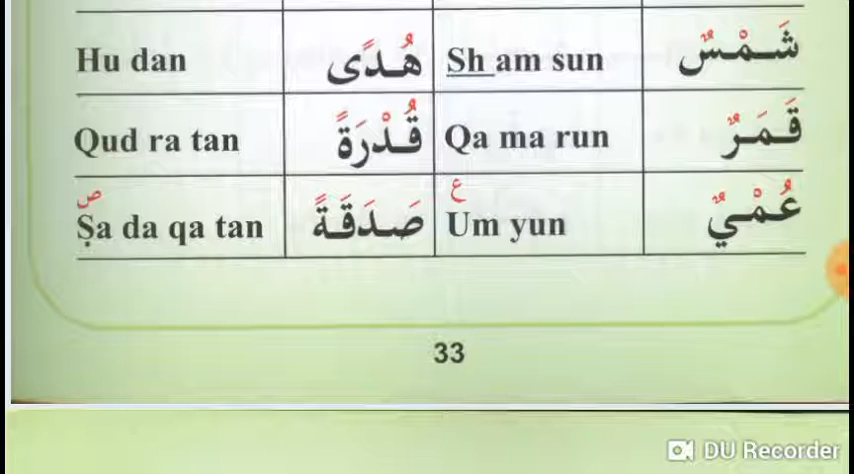 Hu dan هُدًى Sh am sun شَمْسٌ
Qud ra tan قُدْرَةً Qa ma run قَمَرٌ
ص ع
Ṣa da qa tan صَدَقَةً Um yun عُمْيٌ
33
DU Recorder